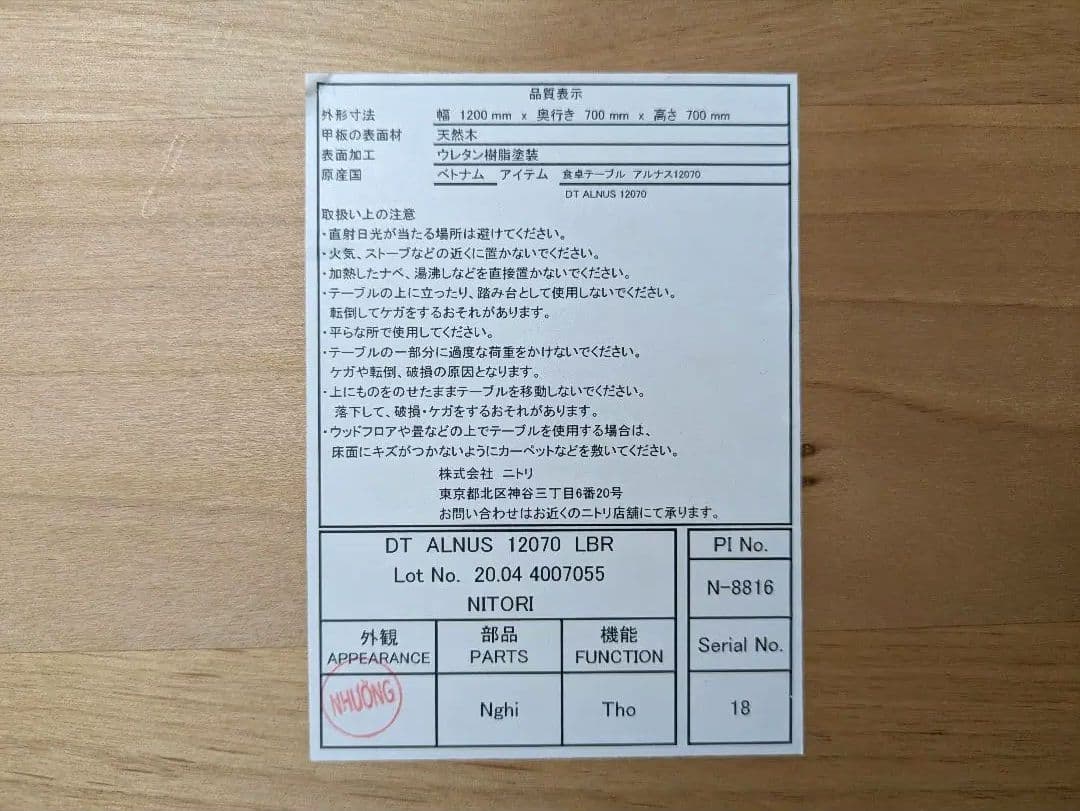 品質表示
外形寸法 幅 1200 mm x 奥行き 700 mm x 高さ 700 mm
甲板の表面材 天然木
表面加工 ウレタン樹脂塗装
原産国 ベトナム アイテム 食卓テーブル アルナス12070
DT ALNUS 12070
取扱い上の注意
・直射日光が当たる場所は避けてください。
・火気、ストーブなどの近くに置かないでください。
・加熱したナベ、湯沸しなどを直接置かないでください。
・テーブルの上に立ったり、踏み台として使用しないでください。
転倒してケガをするおそれがあります。
・平らな所で使用してください。
・テーブルの一部分に過度な荷重をかけないでください。
ケガや転倒、破損の原因となります。
・上にものをのせたままテーブルを移動しないでください。
落下して、破損・ケガをするおそれがあります。
・ウッドフロアや畳などの上でテーブルを使用する場合は、
床面にキズがつかないようにカーペットなどを敷いてください。
株式会社 ニトリ
東京都北区神谷三丁目6番20号
お問い合わせはお近くのニトリ店舗にて承ります。
DT ALNUS 12070 LBR
Lot No. 20.04 4007055
NITORI
PI No.
N-8816
外観 部品 機能
APPEARANCE PARTS FUNCTION
Serial No.
NHƯỜNG Nghi Tho
18